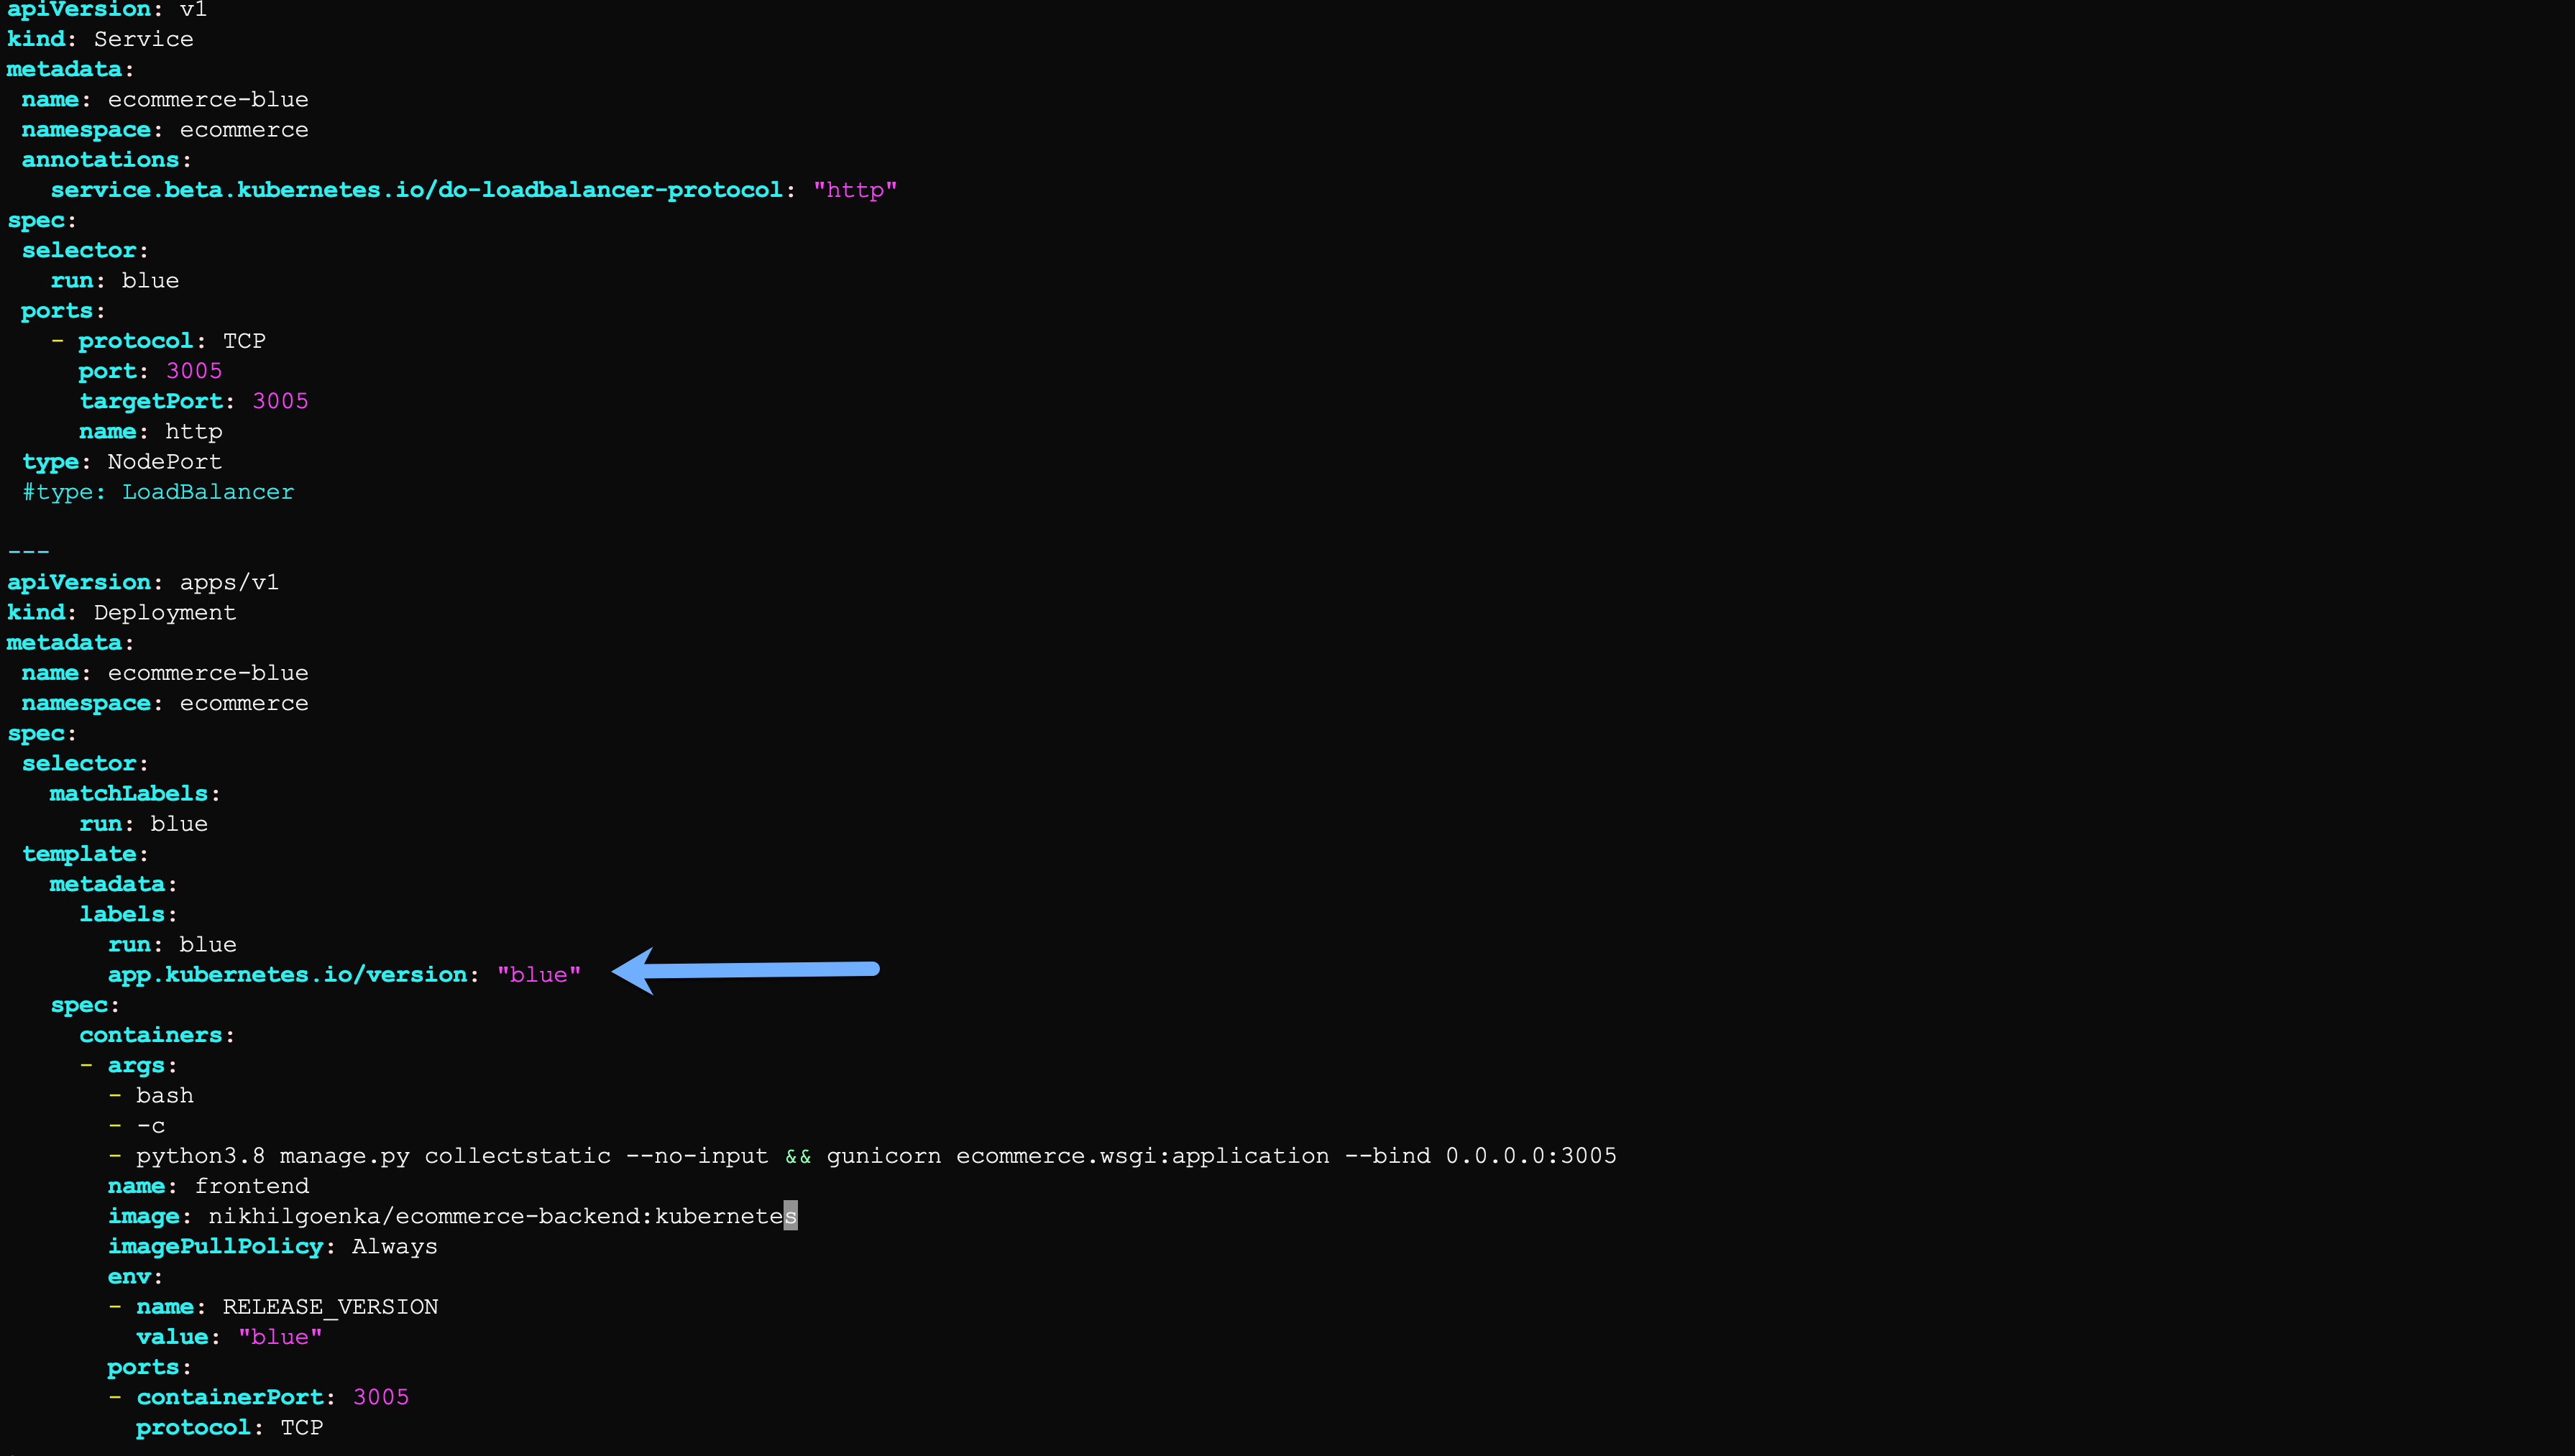 apiVersion: v1
kind: Service
metadata:
 name: ecommerce-blue
 namespace: ecommerce
 annotations:
   service.beta.kubernetes.io/do-loadbalancer-protocol: "http"
spec:
 selector:
   run: blue
 ports:
   - protocol: TCP
     port: 3005
     targetPort: 3005
     name: http
 type: NodePort
 #type: LoadBalancer
---
apiVersion: apps/v1
kind: Deployment
metadata:
 name: ecommerce-blue
 namespace: ecommerce
spec:
 selector:
   matchLabels:
     run: blue
 template:
   metadata:
     labels:
       run: blue
       app.kubernetes.io/version: "blue"
   spec:
     containers:
     - args:
       - bash
       - -c
       - python3.8 manage.py collectstatic --no-input && gunicorn ecommerce.wsgi:application --bind 0.0.0.0:3005
       name: frontend
       image: nikhilgoenka/ecommerce-backend:kubernetes
       imagePullPolicy: Always
       env:
       - name: RELEASE_VERSION
         value: "blue"
       ports:
       - containerPort: 3005
         protocol: TCP